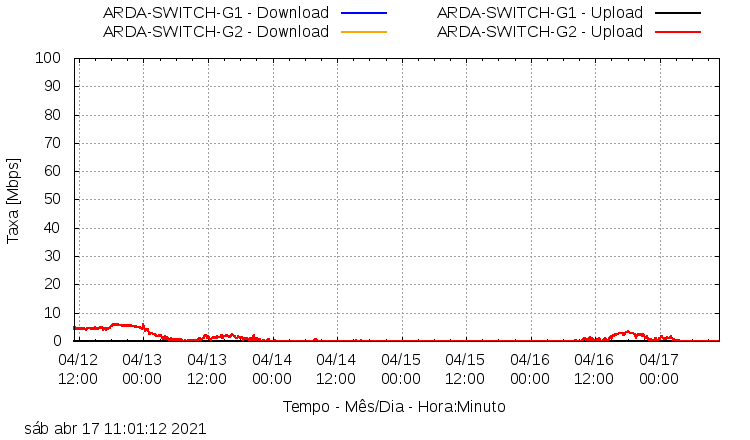 ARDA-SWITCH-G1 - Download ARDA-SWITCH-G1 - Upload
ARDA-SWITCH-G2 - Download ARDA-SWITCH-G2 - Upload
100
90
80
70
60
50
40
30
20
10
0
Taxa [Mbps]
04/12 04/13 04/13 04/14 04/14 04/15 04/15 04/16 04/16 04/17
12:00 00:00 12:00 00:00 12:00 00:00 12:00 00:00 12:00 00:00
Tempo - Mês/Dia - Hora:Minuto
sáb abr 17 11:01:12 2021